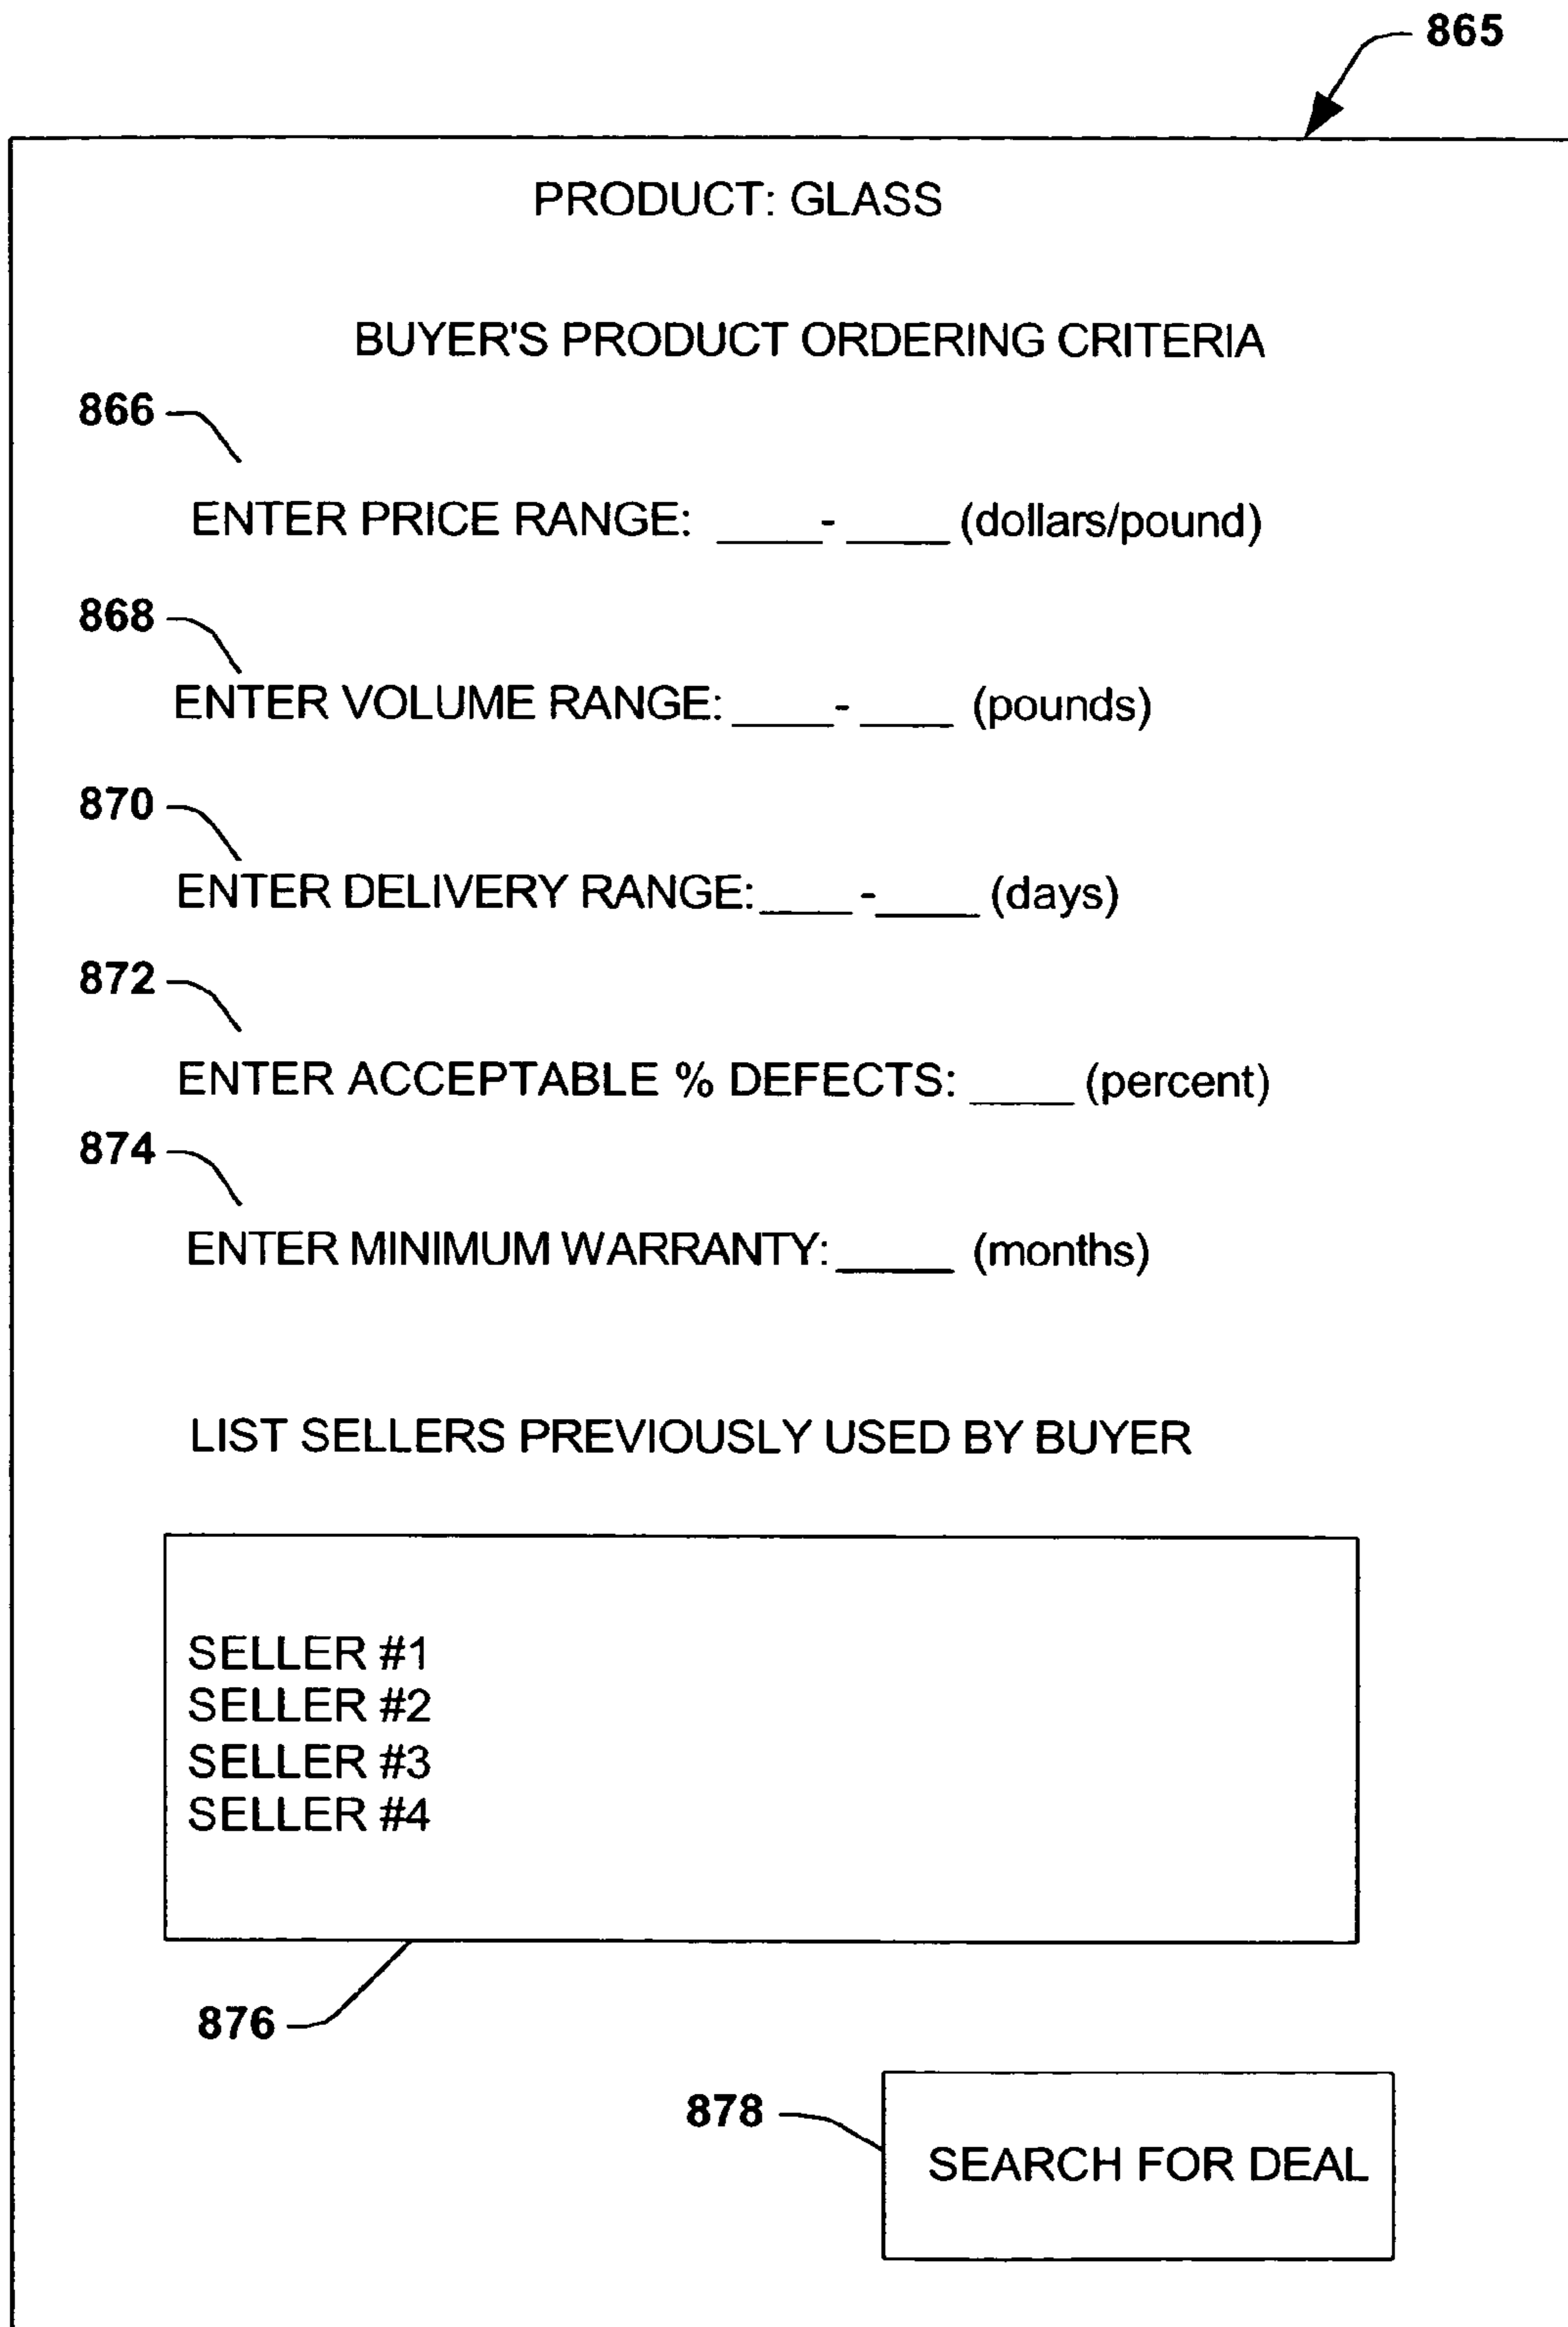 865
PRODUCT: GLASS
BUYER'S PRODUCT ORDERING CRITERIA
866
ENTER PRICE RANGE: ____-____ (dollars/pound)
868
ENTER VOLUME RANGE:____-____ (pounds)
870
ENTER DELIVERY RANGE:____-____ (days)
872
ENTER ACCEPTABLE % DEFECTS: ____ (percent)
874
ENTER MINIMUM WARRANTY:____ (months)
LIST SELLERS PREVIOUSLY USED BY BUYER
SELLER #1
SELLER #2
SELLER #3
SELLER #4
876
878
SEARCH FOR DEAL